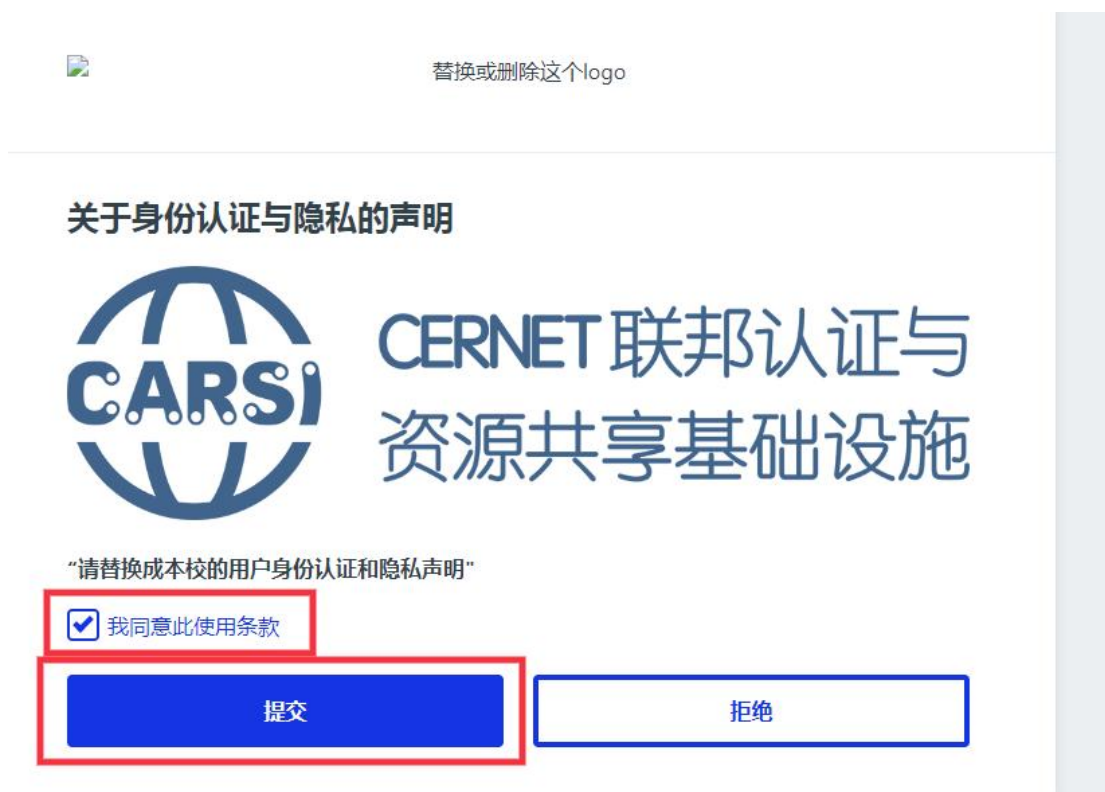 替换或删除这个logo
关于身份认证与隐私的声明
CARSI
CERNET 联邦认证与
资源共享基础设施
“请替换成本校的用户身份认证和隐私声明"
我同意此使用条款
提交
拒绝